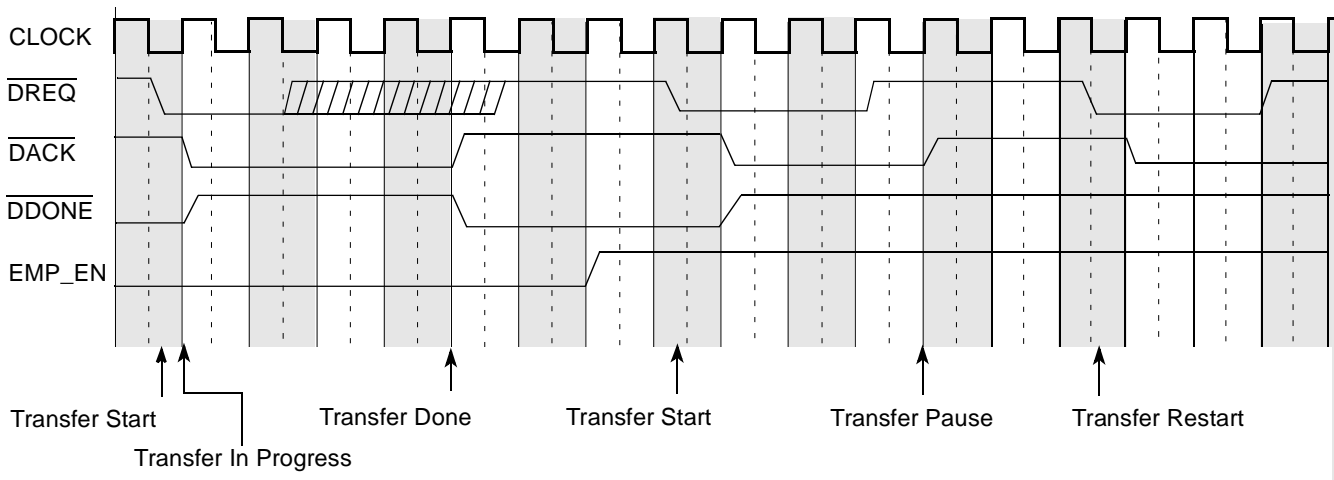 CLOCK
DREQ
DACK
DDONE
EMP_EN
Transfer Start
Transfer In Progress
Transfer Done
Transfer Start
Transfer Pause
Transfer Restart